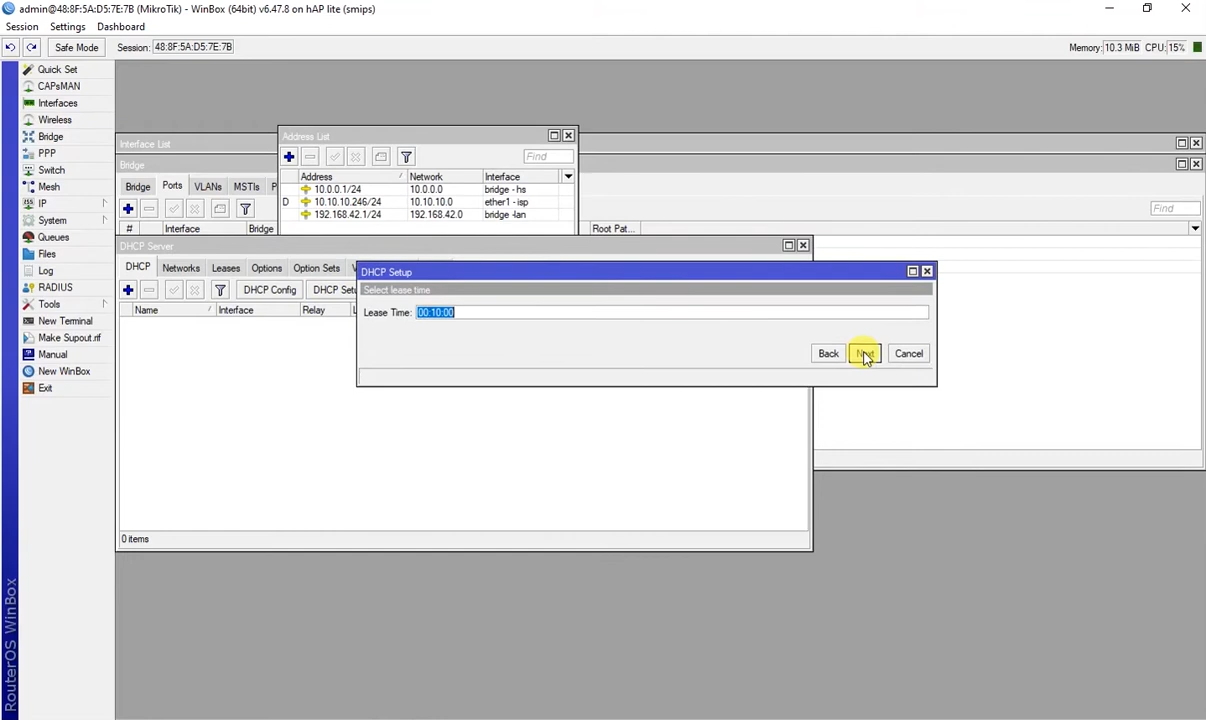 admin@48:8F:5A:D5:7E:7B (MikroTik) - WinBox (64bit) v6.47.8 on hAP lite (smips)
Session Settings Dashboard
Safe Mode Session: 48:8F:5A:D5:7E:7B Memory: 10.3 MiB CPU: 15%
Quick Set
CAPsMAN
Interfaces
Wireless
Bridge
PPP
Switch
Mesh
IP
System
Queues
Files
Log
RADIUS
Tools
New Terminal
Make Supout.rif
Manual
New WinBox
Exit
RouterOS WinBox
Interface List
Bridge
Bridge Ports VLANs MSTIs
Find
# Interface Bridge Root Pat...
Address List
Find
Address Network Interface
10.0.0.1/24 10.0.0.0 bridge - hs
D 10.10.10.246/24 10.10.10.0 ether1 - isp
192.168.42.1/24 192.168.42.0 bridge -lan
DHCP Server
DHCP Networks Leases Options Option Sets
DHCP Config DHCP Setu
Name Interface Relay
0 items
DHCP Setup
Select lease time
Lease Time: 00:10:00
Back Next Cancel